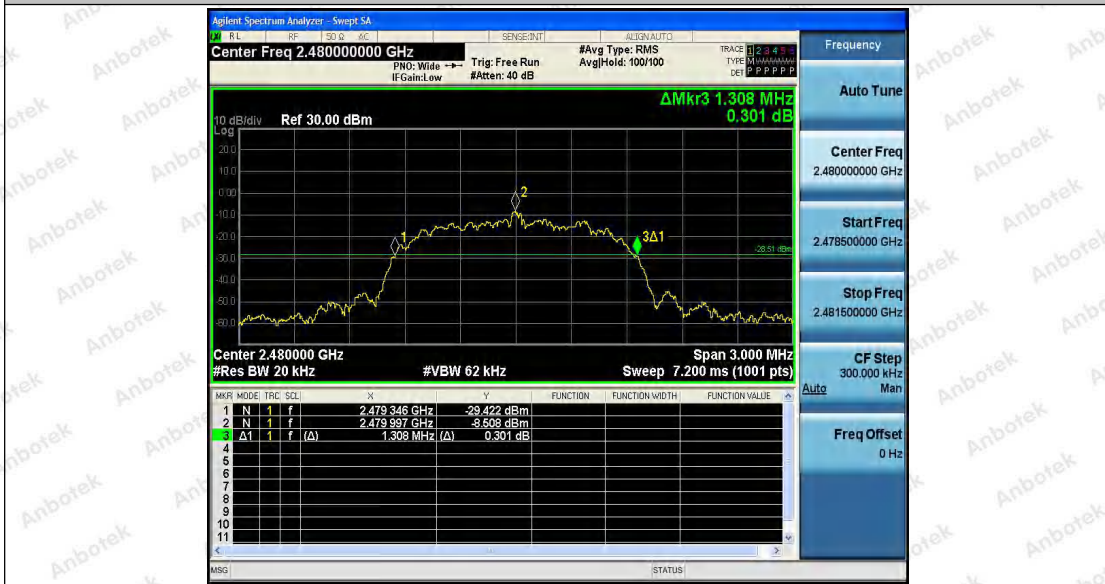 Agilent Spectrum Analyzer - Swept SA
LXI RL RF 50 Ω AC SENSE:INT ALIGN AUTO
Center Freq 2.480000000 GHz
PNO: Wide
IFGain:Low
Trig: Free Run
#Atten: 40 dB
#Avg Type: RMS
Avg|Hold: 100/100
TRACE 1 2 3 4 5 6
TYPE M
DET P P P P P P
ΔMkr3 1.308 MHz
0.301 dB
10 dB/div Ref 30.00 dBm
Log
20.0
10.0
0.00
-10.0
-20.0
-30.0
-40.0
-50.0
-60.0
1
2
3Δ1
-28.51 dBm
Center 2.480000 GHz Span 3.000 MHz
#Res BW 20 kHz #VBW 62 kHz Sweep 7.200 ms (1001 pts)
MKR MODE TRC SCL X Y FUNCTION FUNCTION WIDTH FUNCTION VALUE
1 N 1 f 2.479 346 GHz -29.422 dBm
2 N 1 f 2.479 997 GHz -8.508 dBm
3 Δ1 1 f (Δ) 1.308 MHz (Δ) 0.301 dB
4
5
6
7
8
9
10
11
MSG STATUS
Frequency
Auto Tune
Center Freq
2.480000000 GHz
Start Freq
2.478500000 GHz
Stop Freq
2.481500000 GHz
CF Step
300.000 kHz
Auto Man
Freq Offset
0 Hz
Anbotek